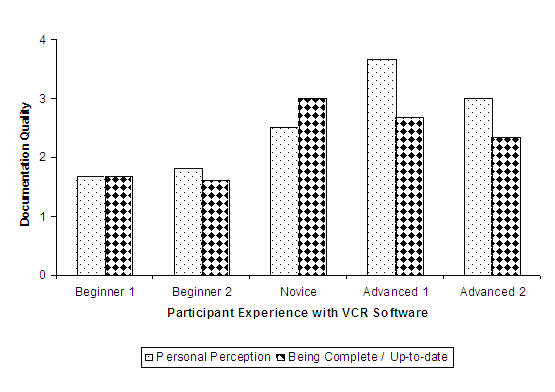 4
3
2
1
0
Documentation Quality
Beginner 1 Beginner 2 Novice Advanced 1 Advanced 2
Participant Experience with VCR Software
Personal Perception Being Complete / Up-to-date